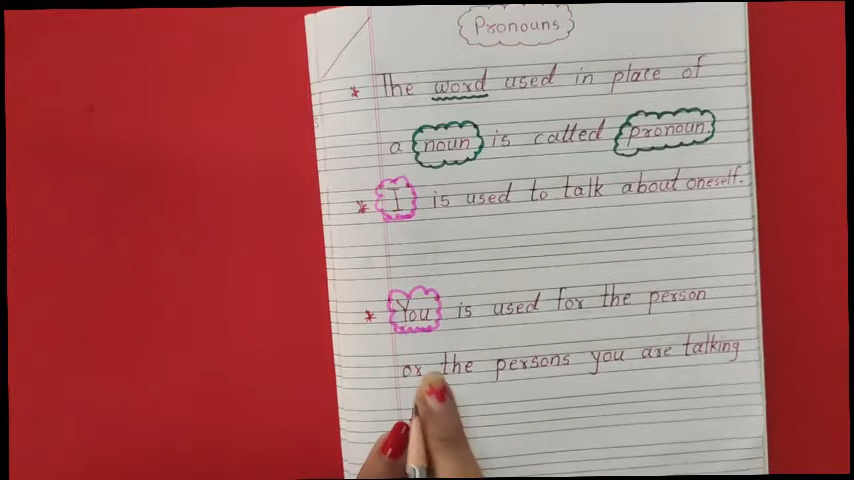 Pronouns
* The word used in place of
a noun is called pronoun.
* I is used to talk about oneself.
* You is used for the person
or the persons you are talking